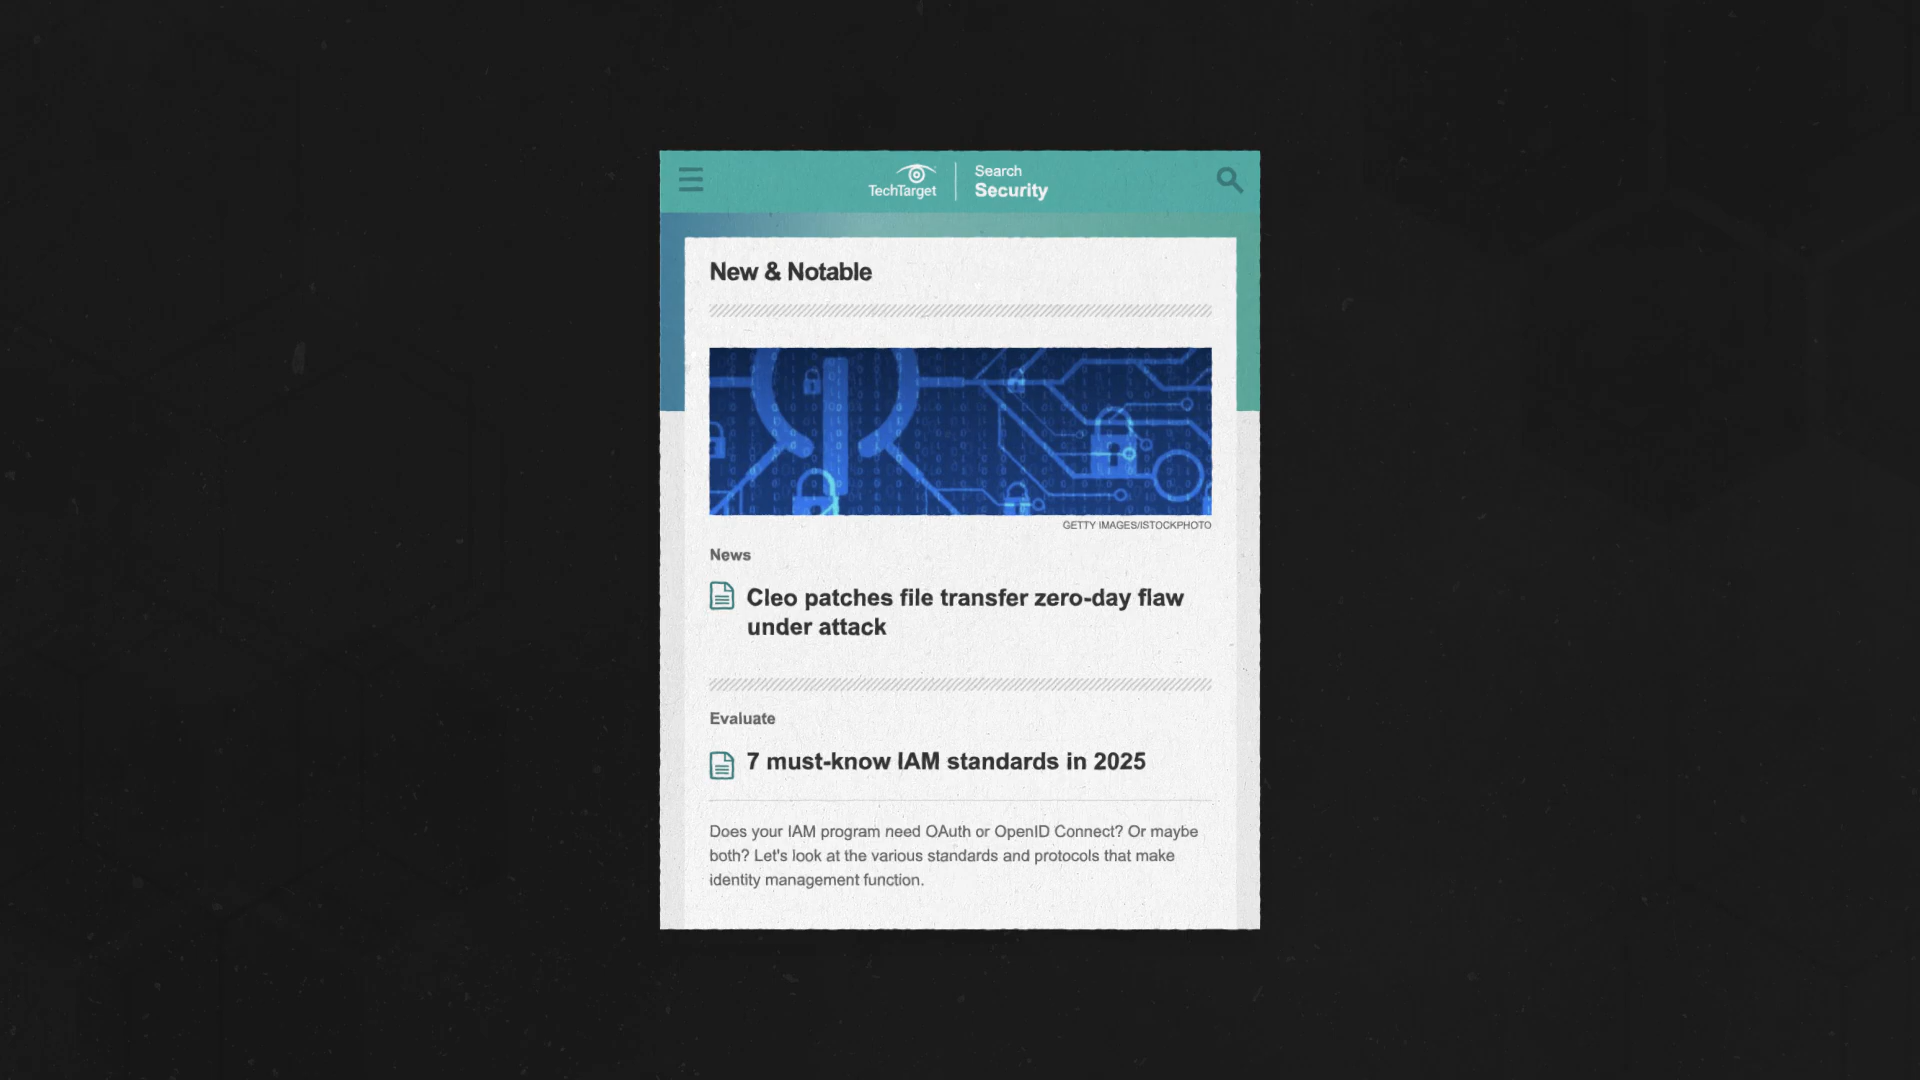 TechTarget
Search
Security
New & Notable
GETTY IMAGES/ISTOCKPHOTO
News
Cleo patches file transfer zero-day flaw
under attack
Evaluate
7 must-know IAM standards in 2025
Does your IAM program need OAuth or OpenID Connect? Or maybe
both? Let's look at the various standards and protocols that make
identity management function.